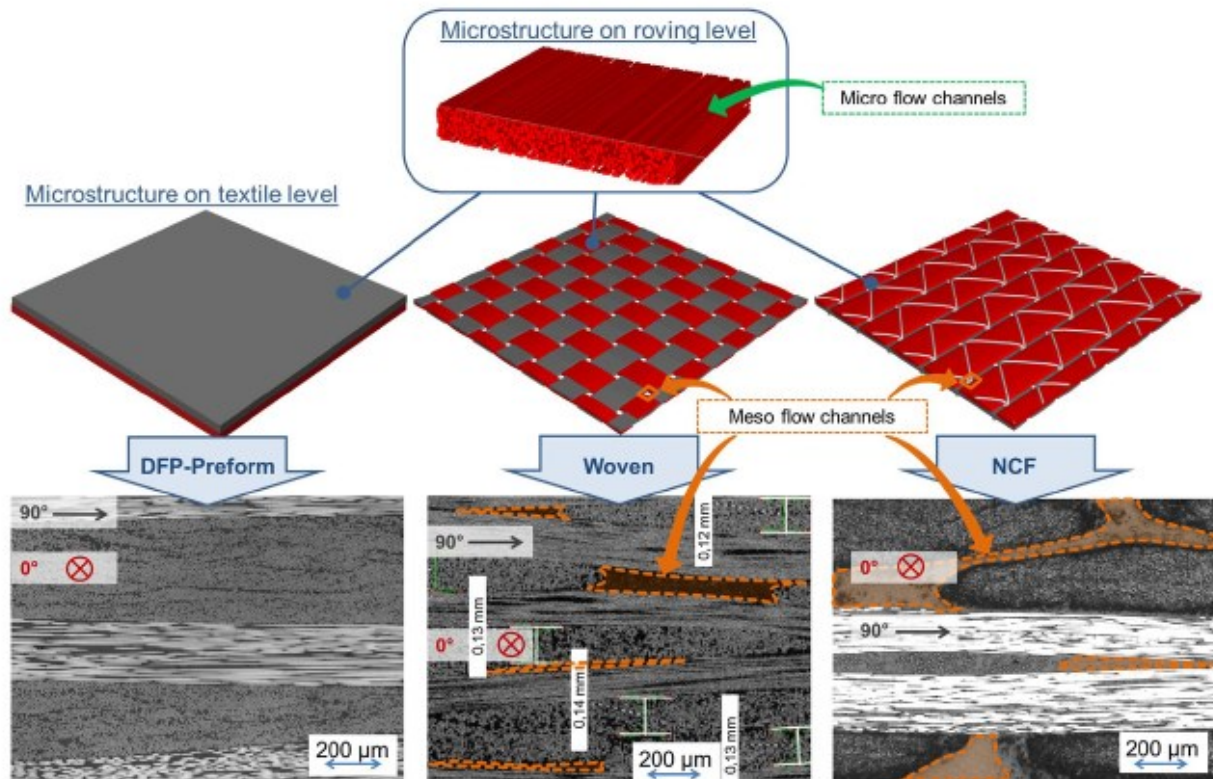 Microstructure on roving level
Micro flow channels
Microstructure on textile level
Meso flow channels
DFP-Preform
Woven
NCF
90°
0°
200 µm
90°
0,12 mm
0,13 mm
0°
0,14 mm
0,13 mm
200 µm
0°
90°
200 µm